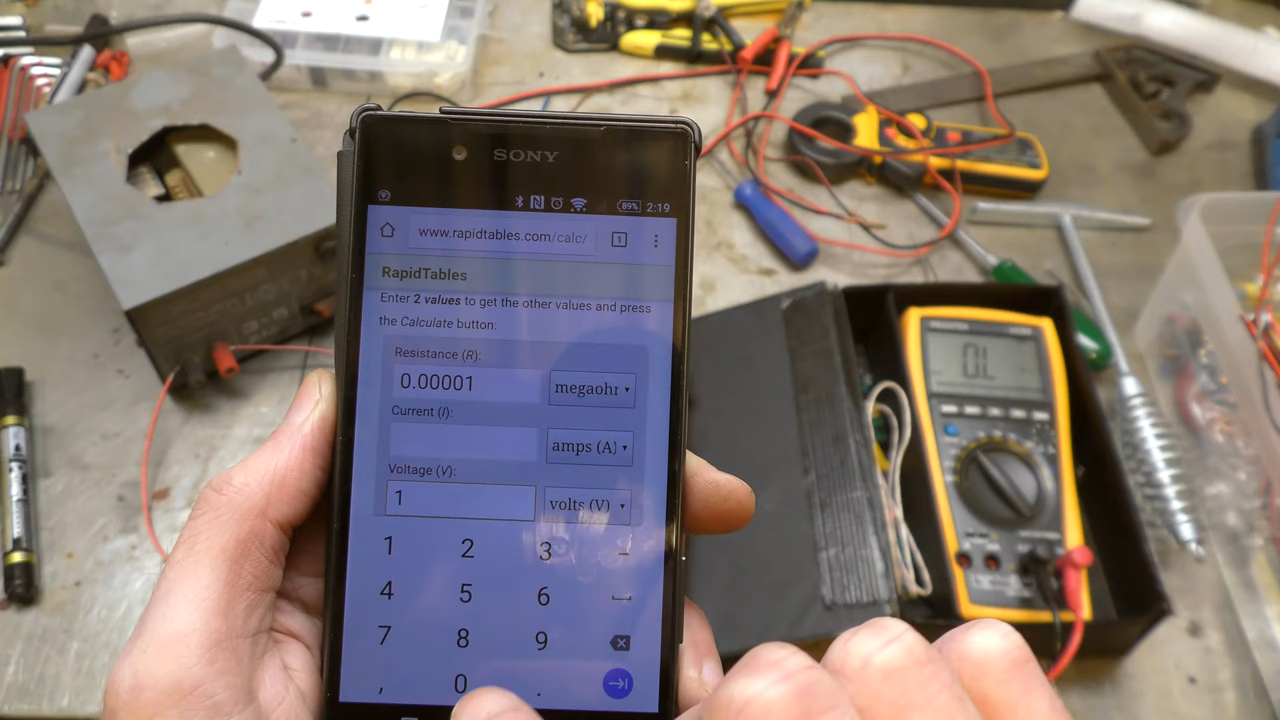 SONY
89% 2:19
www.rapidtables.com/calc/
1
RapidTables
Enter 2 values to get the other values and press
the Calculate button:
Resistance (R):
0.00001 megaohr
Current (I):
amps (A)
Voltage (V):
1 volts (V)
1 2 3 -
4 5 6
7 8 9
, 0 .
O.L